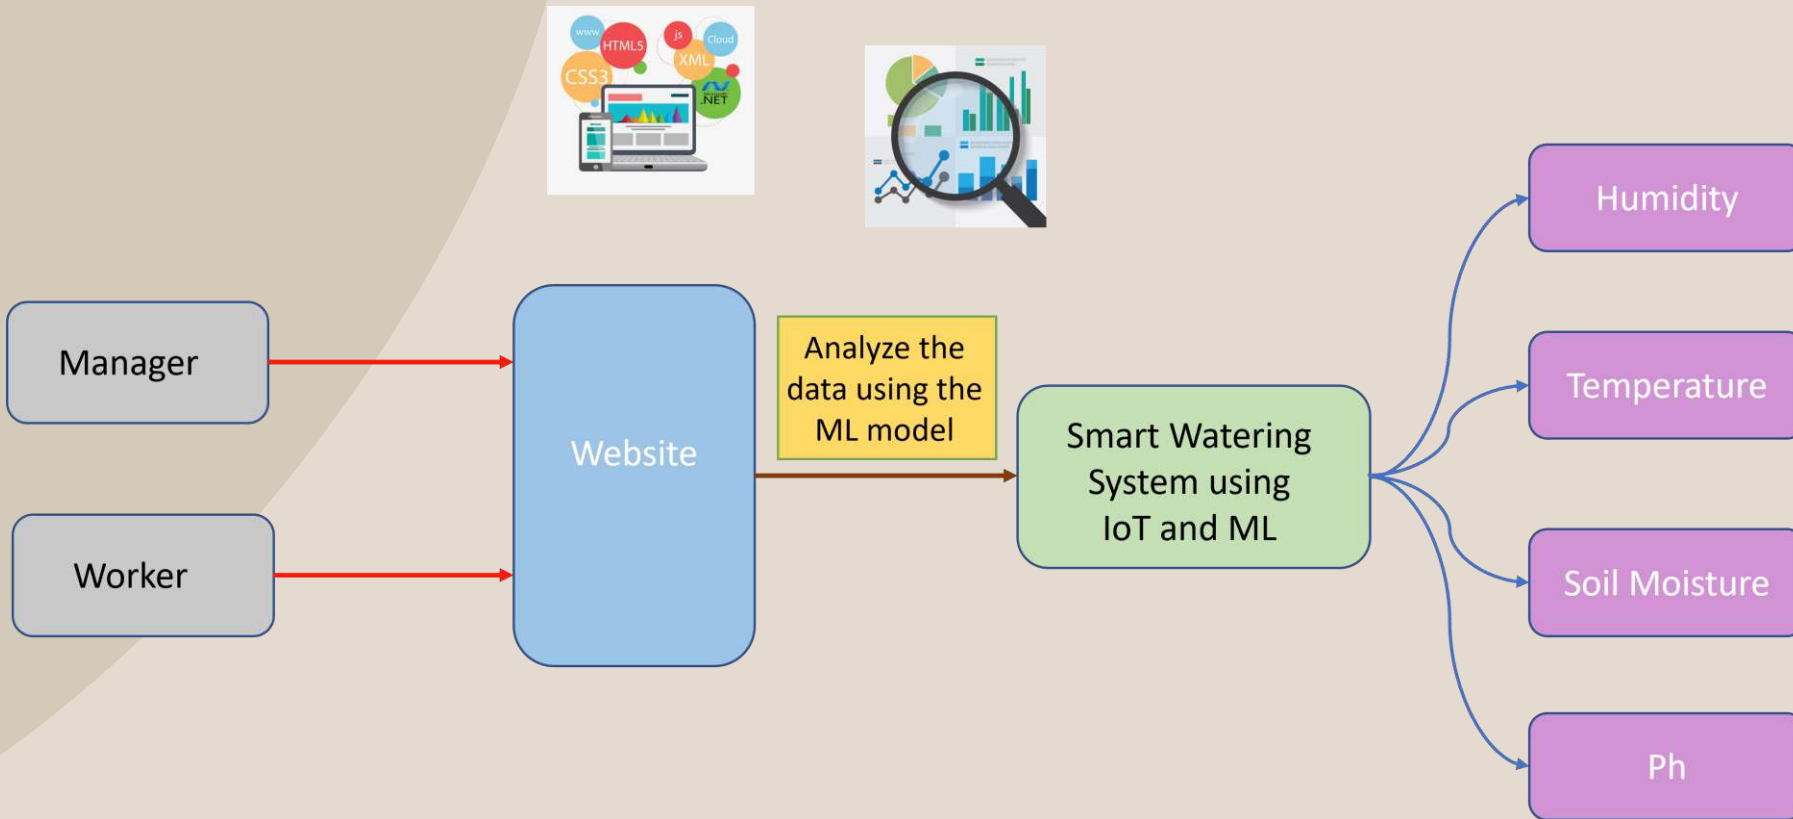 www
HTML5
js
Cloud
CSS3
XML
.NET
Humidity
Manager
Website
Analyze the
data using the
ML model
Smart Watering
System using
IoT and ML
Temperature
Worker
Soil Moisture
Ph